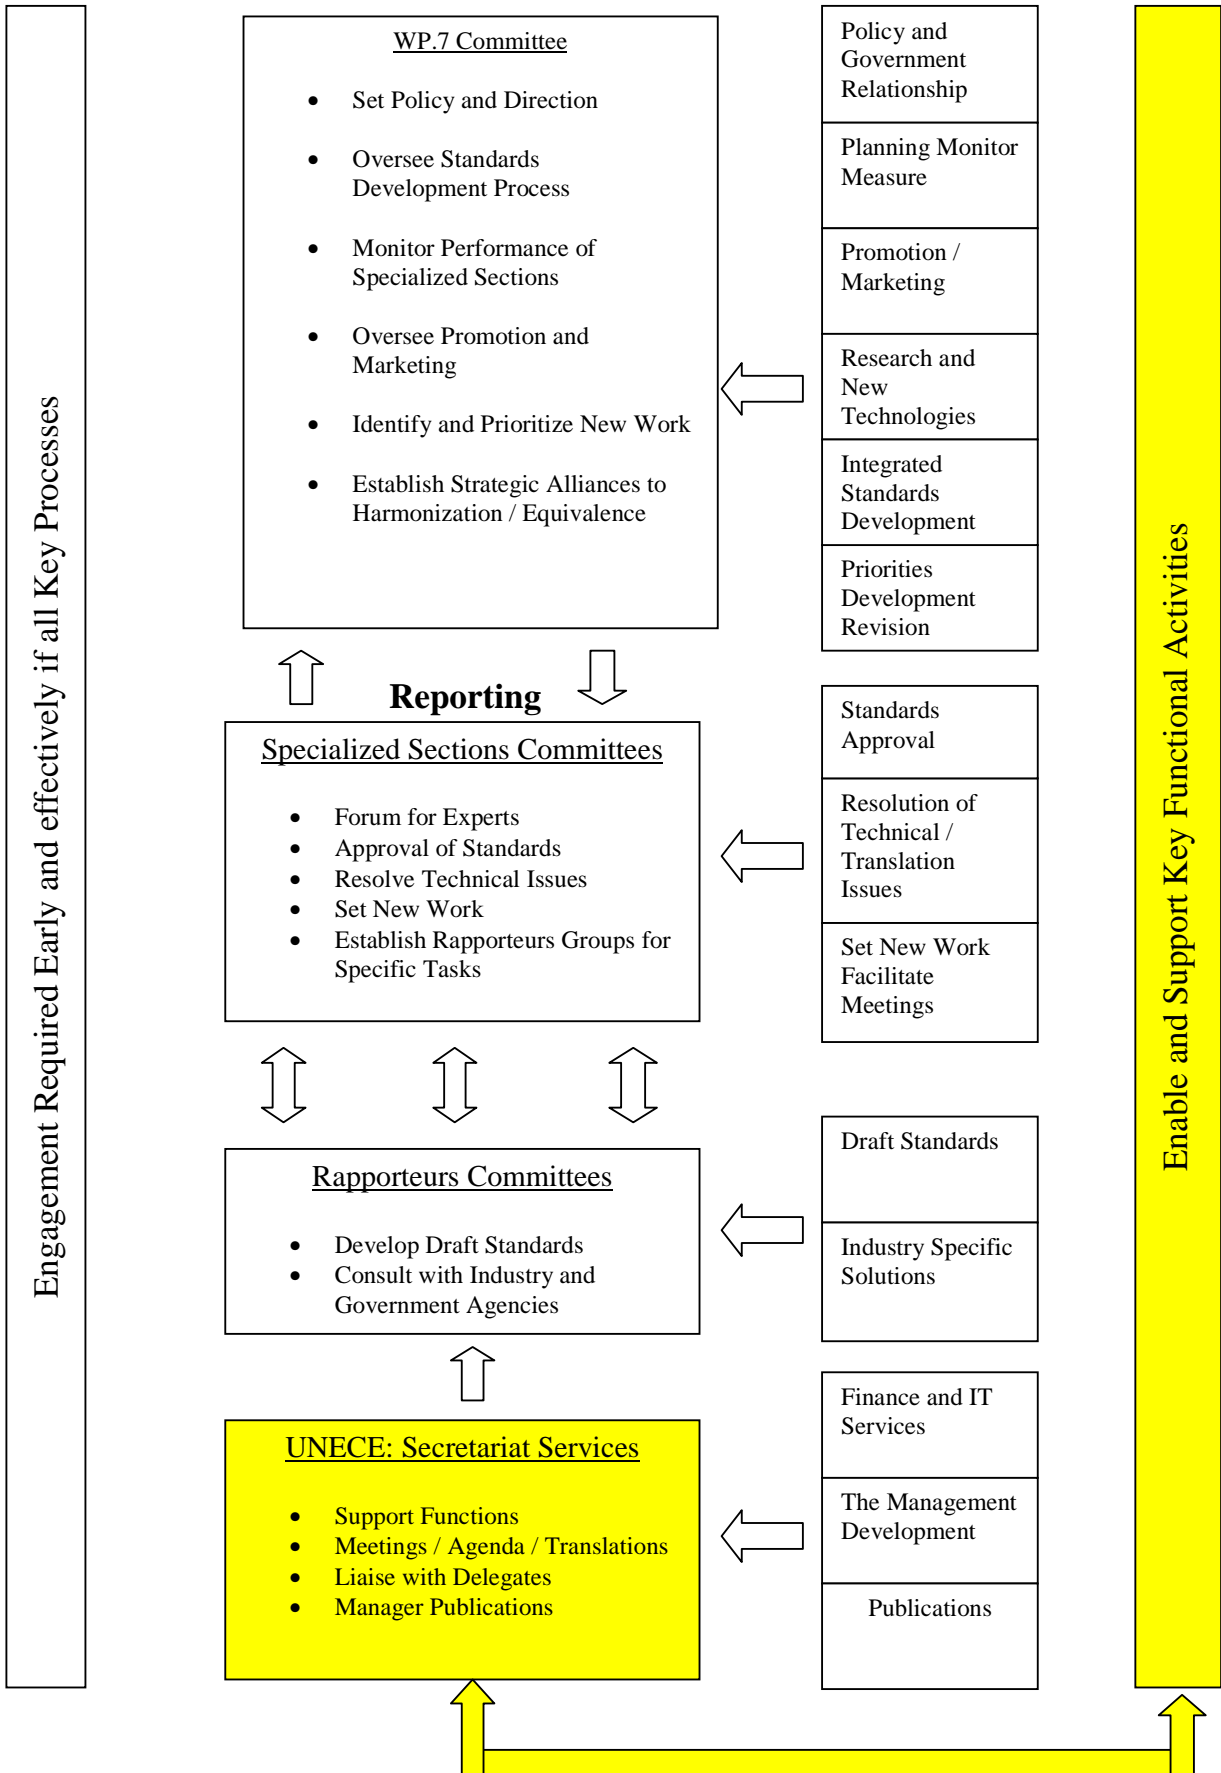 Engagement Required Early and effectively if all Key Processes
WP.7 Committee
• Set Policy and Direction
• Oversee Standards
Development Process
• Monitor Performance of
Specialized Sections
• Oversee Promotion and
Marketing
• Identify and Prioritize New Work
• Establish Strategic Alliances to
Harmonization / Equivalence
Policy and
Government
Relationship
Planning Monitor
Measure
Promotion /
Marketing
Research and
New
Technologies
Integrated
Standards
Development
Priorities
Development
Revision
Reporting
Specialized Sections Committees
• Forum for Experts
• Approval of Standards
• Resolve Technical Issues
• Set New Work
• Establish Rapporteurs Groups for
Specific Tasks
Standards
Approval
Resolution of
Technical /
Translation
Issues
Set New Work
Facilitate
Meetings
Rapporteurs Committees
• Develop Draft Standards
• Consult with Industry and
Government Agencies
Draft Standards
Industry Specific
Solutions
UNECE: Secretariat Services
• Support Functions
• Meetings / Agenda / Translations
• Liaise with Delegates
• Manager Publications
Finance and IT
Services
The Management
Development
Publications
Enable and Support Key Functional Activities